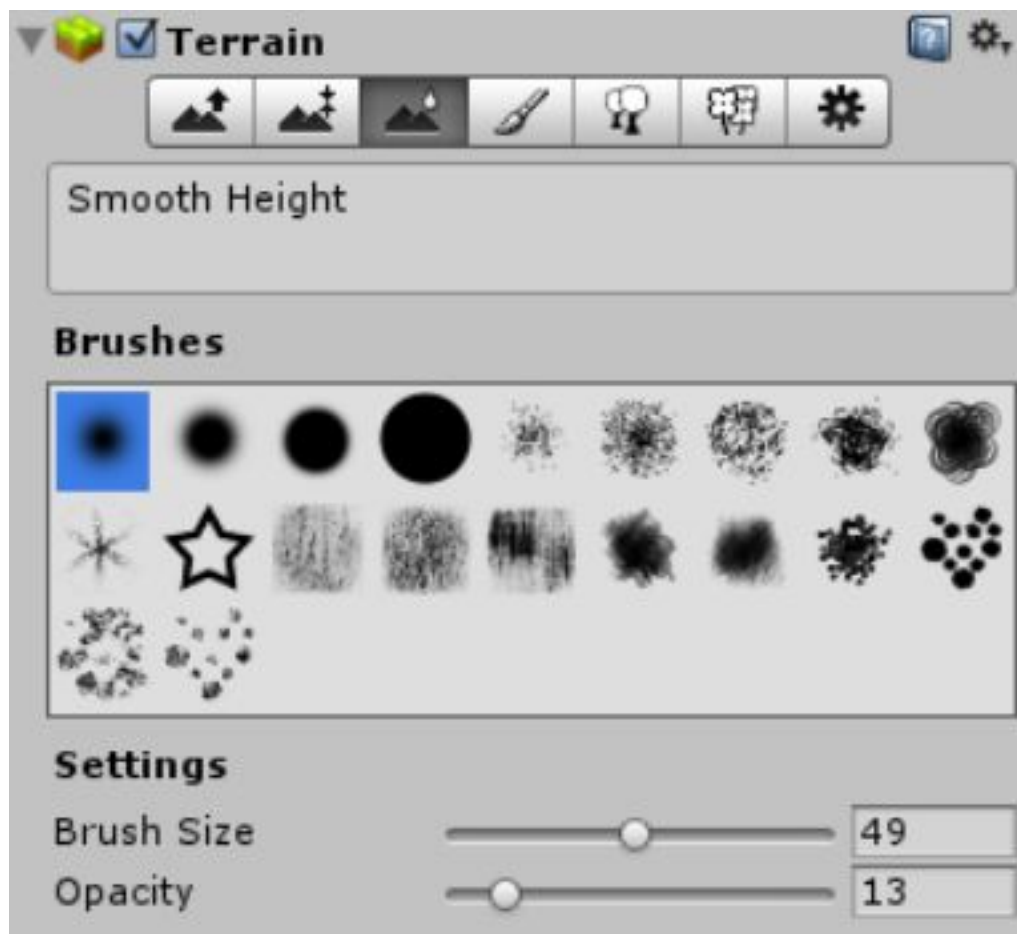 Terrain
Smooth Height
Brushes
Settings
Brush Size 49
Opacity 13